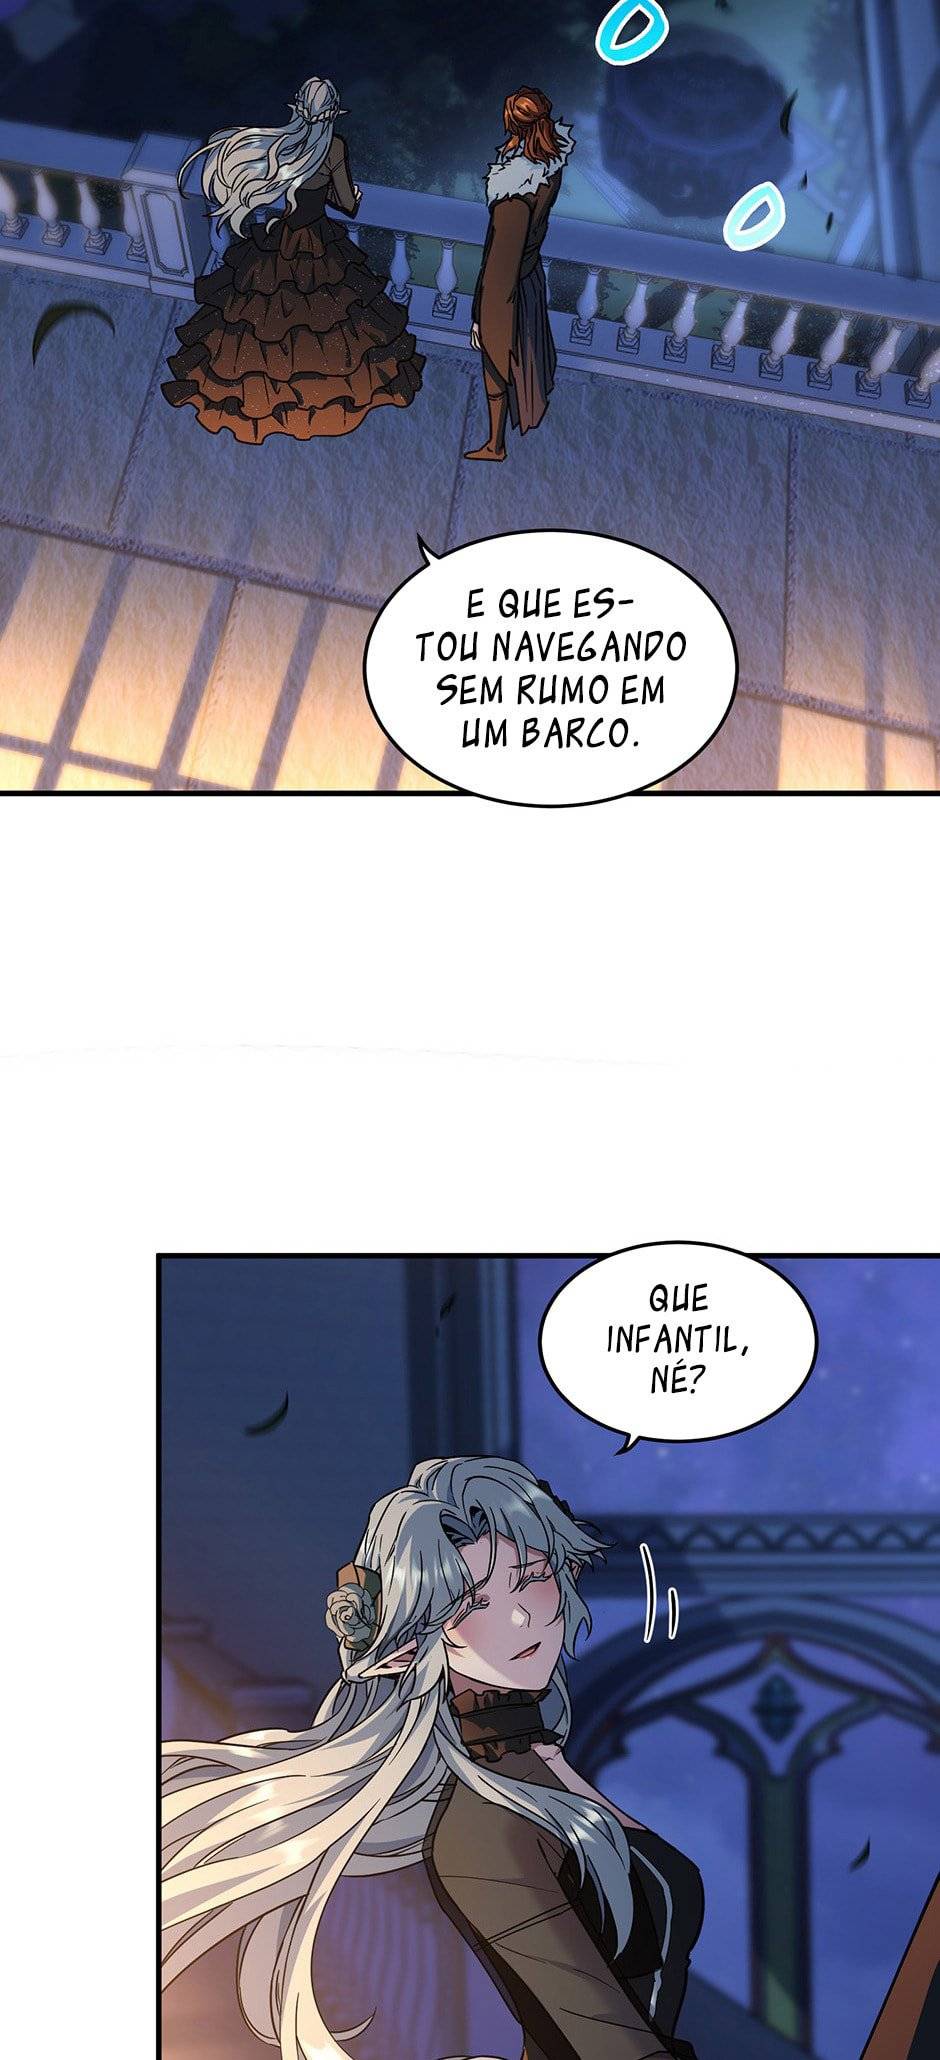 E QUE ES-
TOU NAVEGANDO
SEM RUMO EM
UM BARCO.
QUE
INFANTIL,
NÉ?